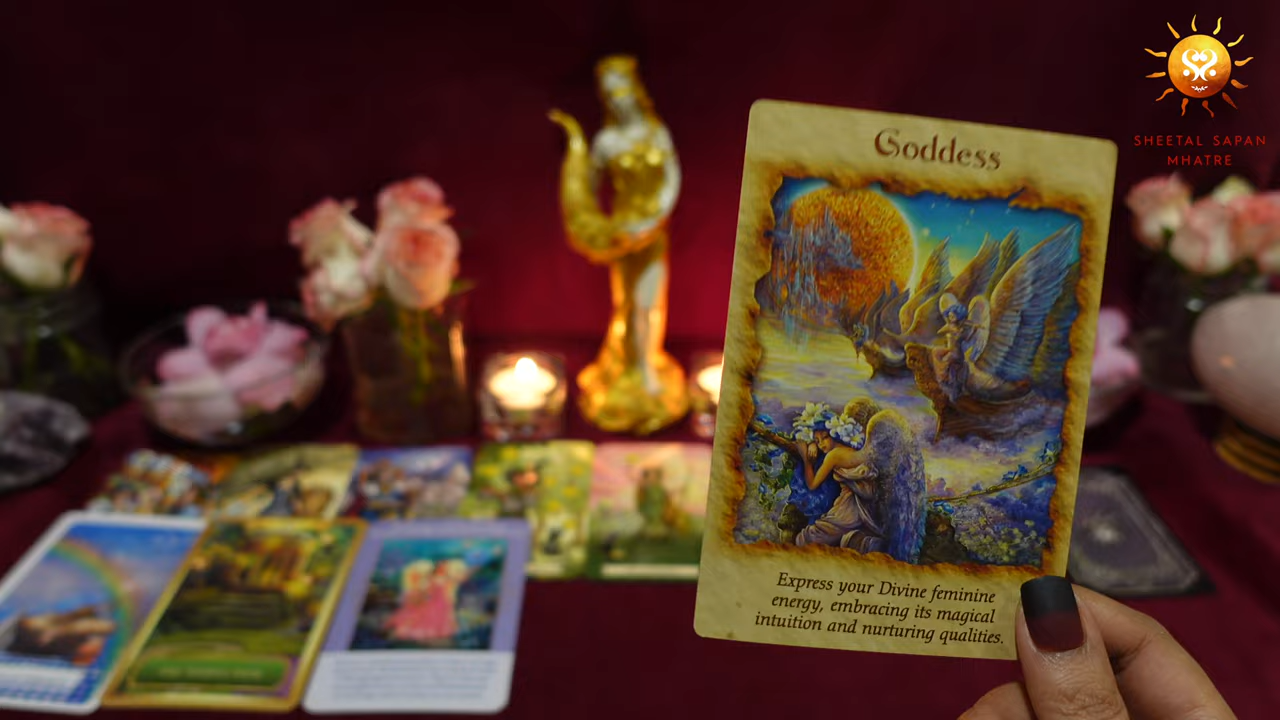 SHEETAL SAPAN
MHATRE
Goddess
Express your Divine feminine
energy, embracing its magical
intuition and nurturing qualities.